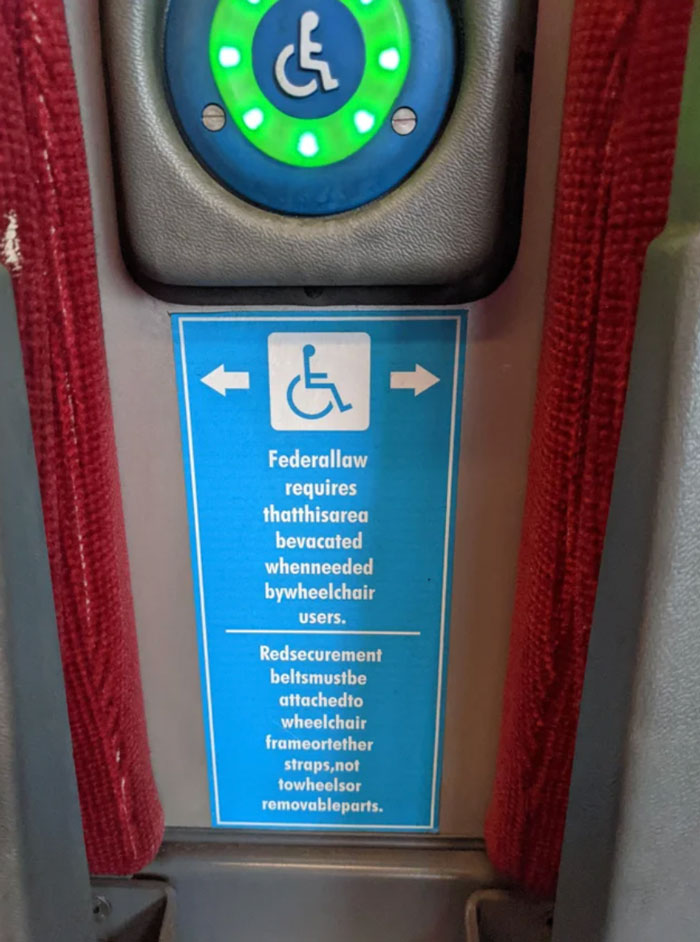 Federallaw
requires
thatthisarea
bevacated
whenneeded
bywheelchair
users.
Redsecurement
beltsmustbe
attachedto
wheelchair
frameortether
straps,not
towheelsor
removableparts.